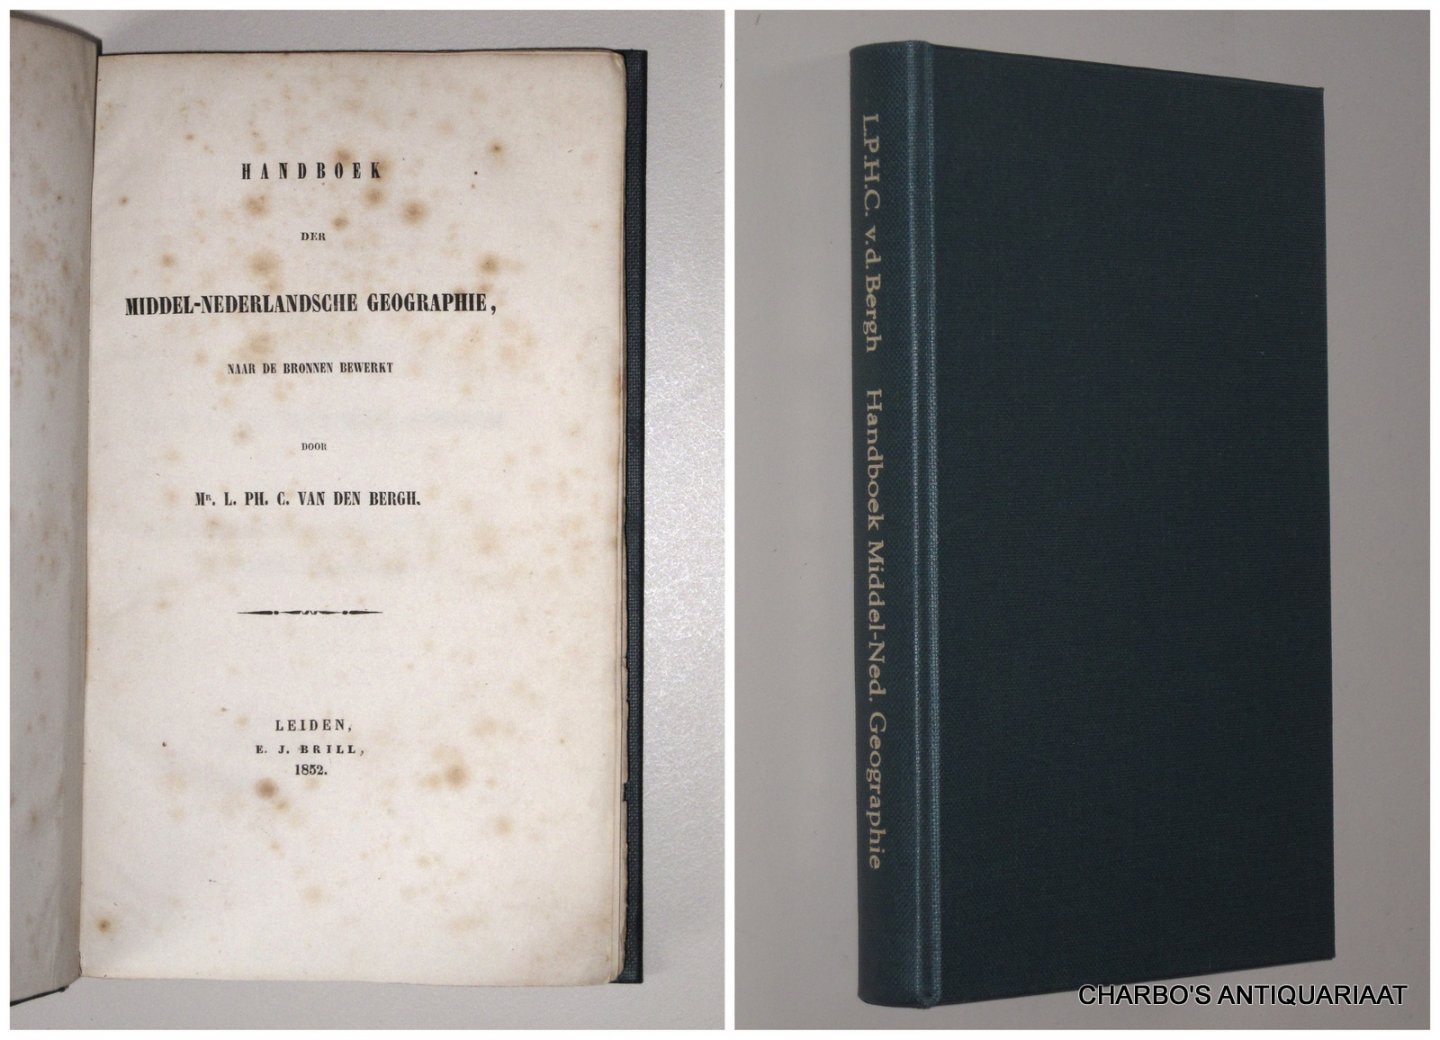 HANDBOEK
DER
MIDDEL-NEDERLANDSCHE GEOGRAPHIE,
NAAR DE BRONNEN BEWERKT
DOOR
Mr. L. PH. C. VAN DEN BERGH.
LEIDEN,
E. J. BRILL,
1852.
L.P.H.C. v.d. Bergh Handboek Middel-Ned. Geographie
CHARBO'S ANTIQUARIAAT